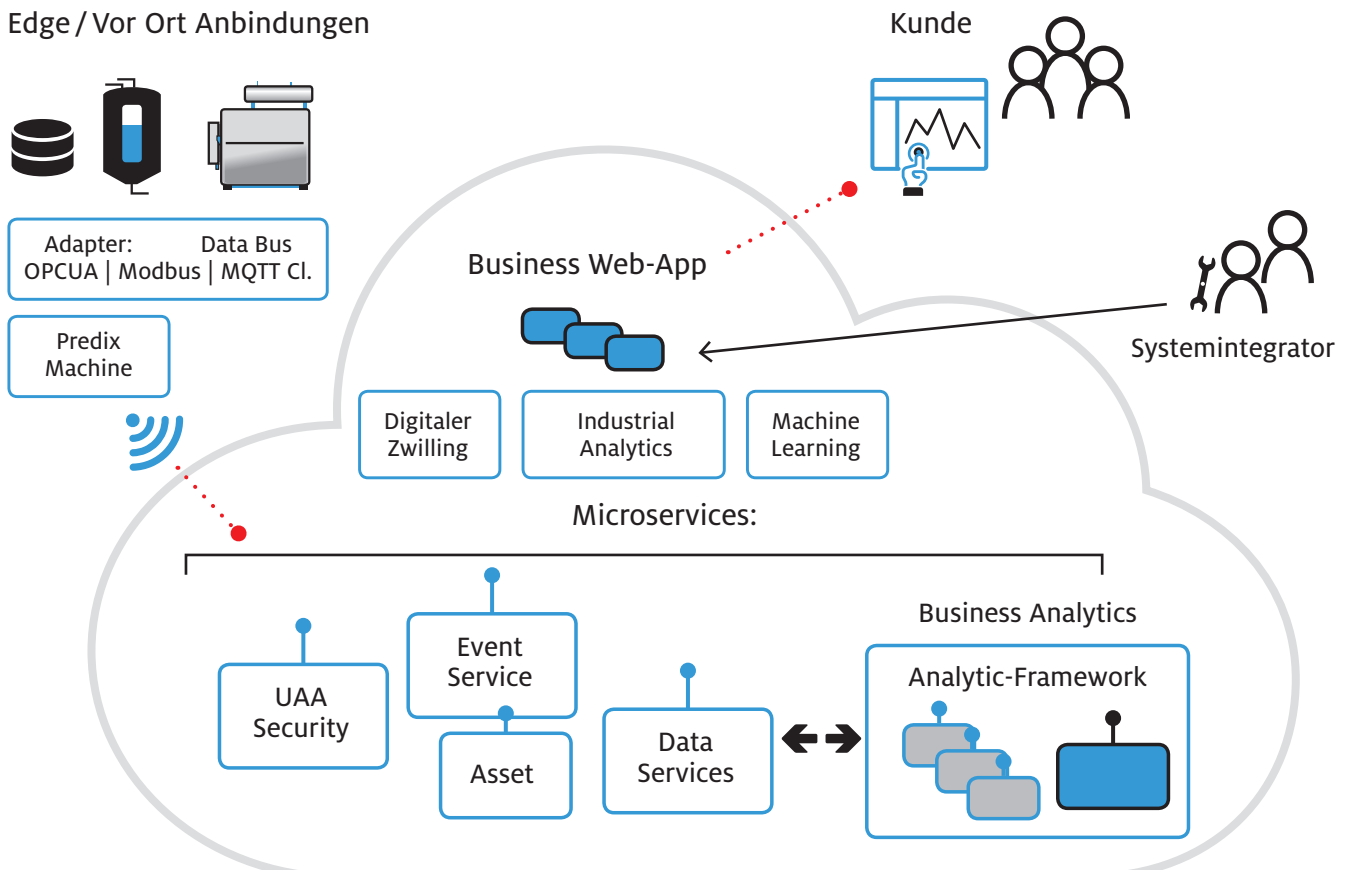 Edge / Vor Ort Anbindungen
Kunde
Adapter: Data Bus
OPCUA | Modbus | MQTT Cl.
Predix
Machine
Business Web-App
Systemintegrator
Digitaler
Zwilling
Industrial
Analytics
Machine
Learning
Microservices:
UAA
Security
Event
Service
Asset
Data
Services
Business Analytics
Analytic-Framework